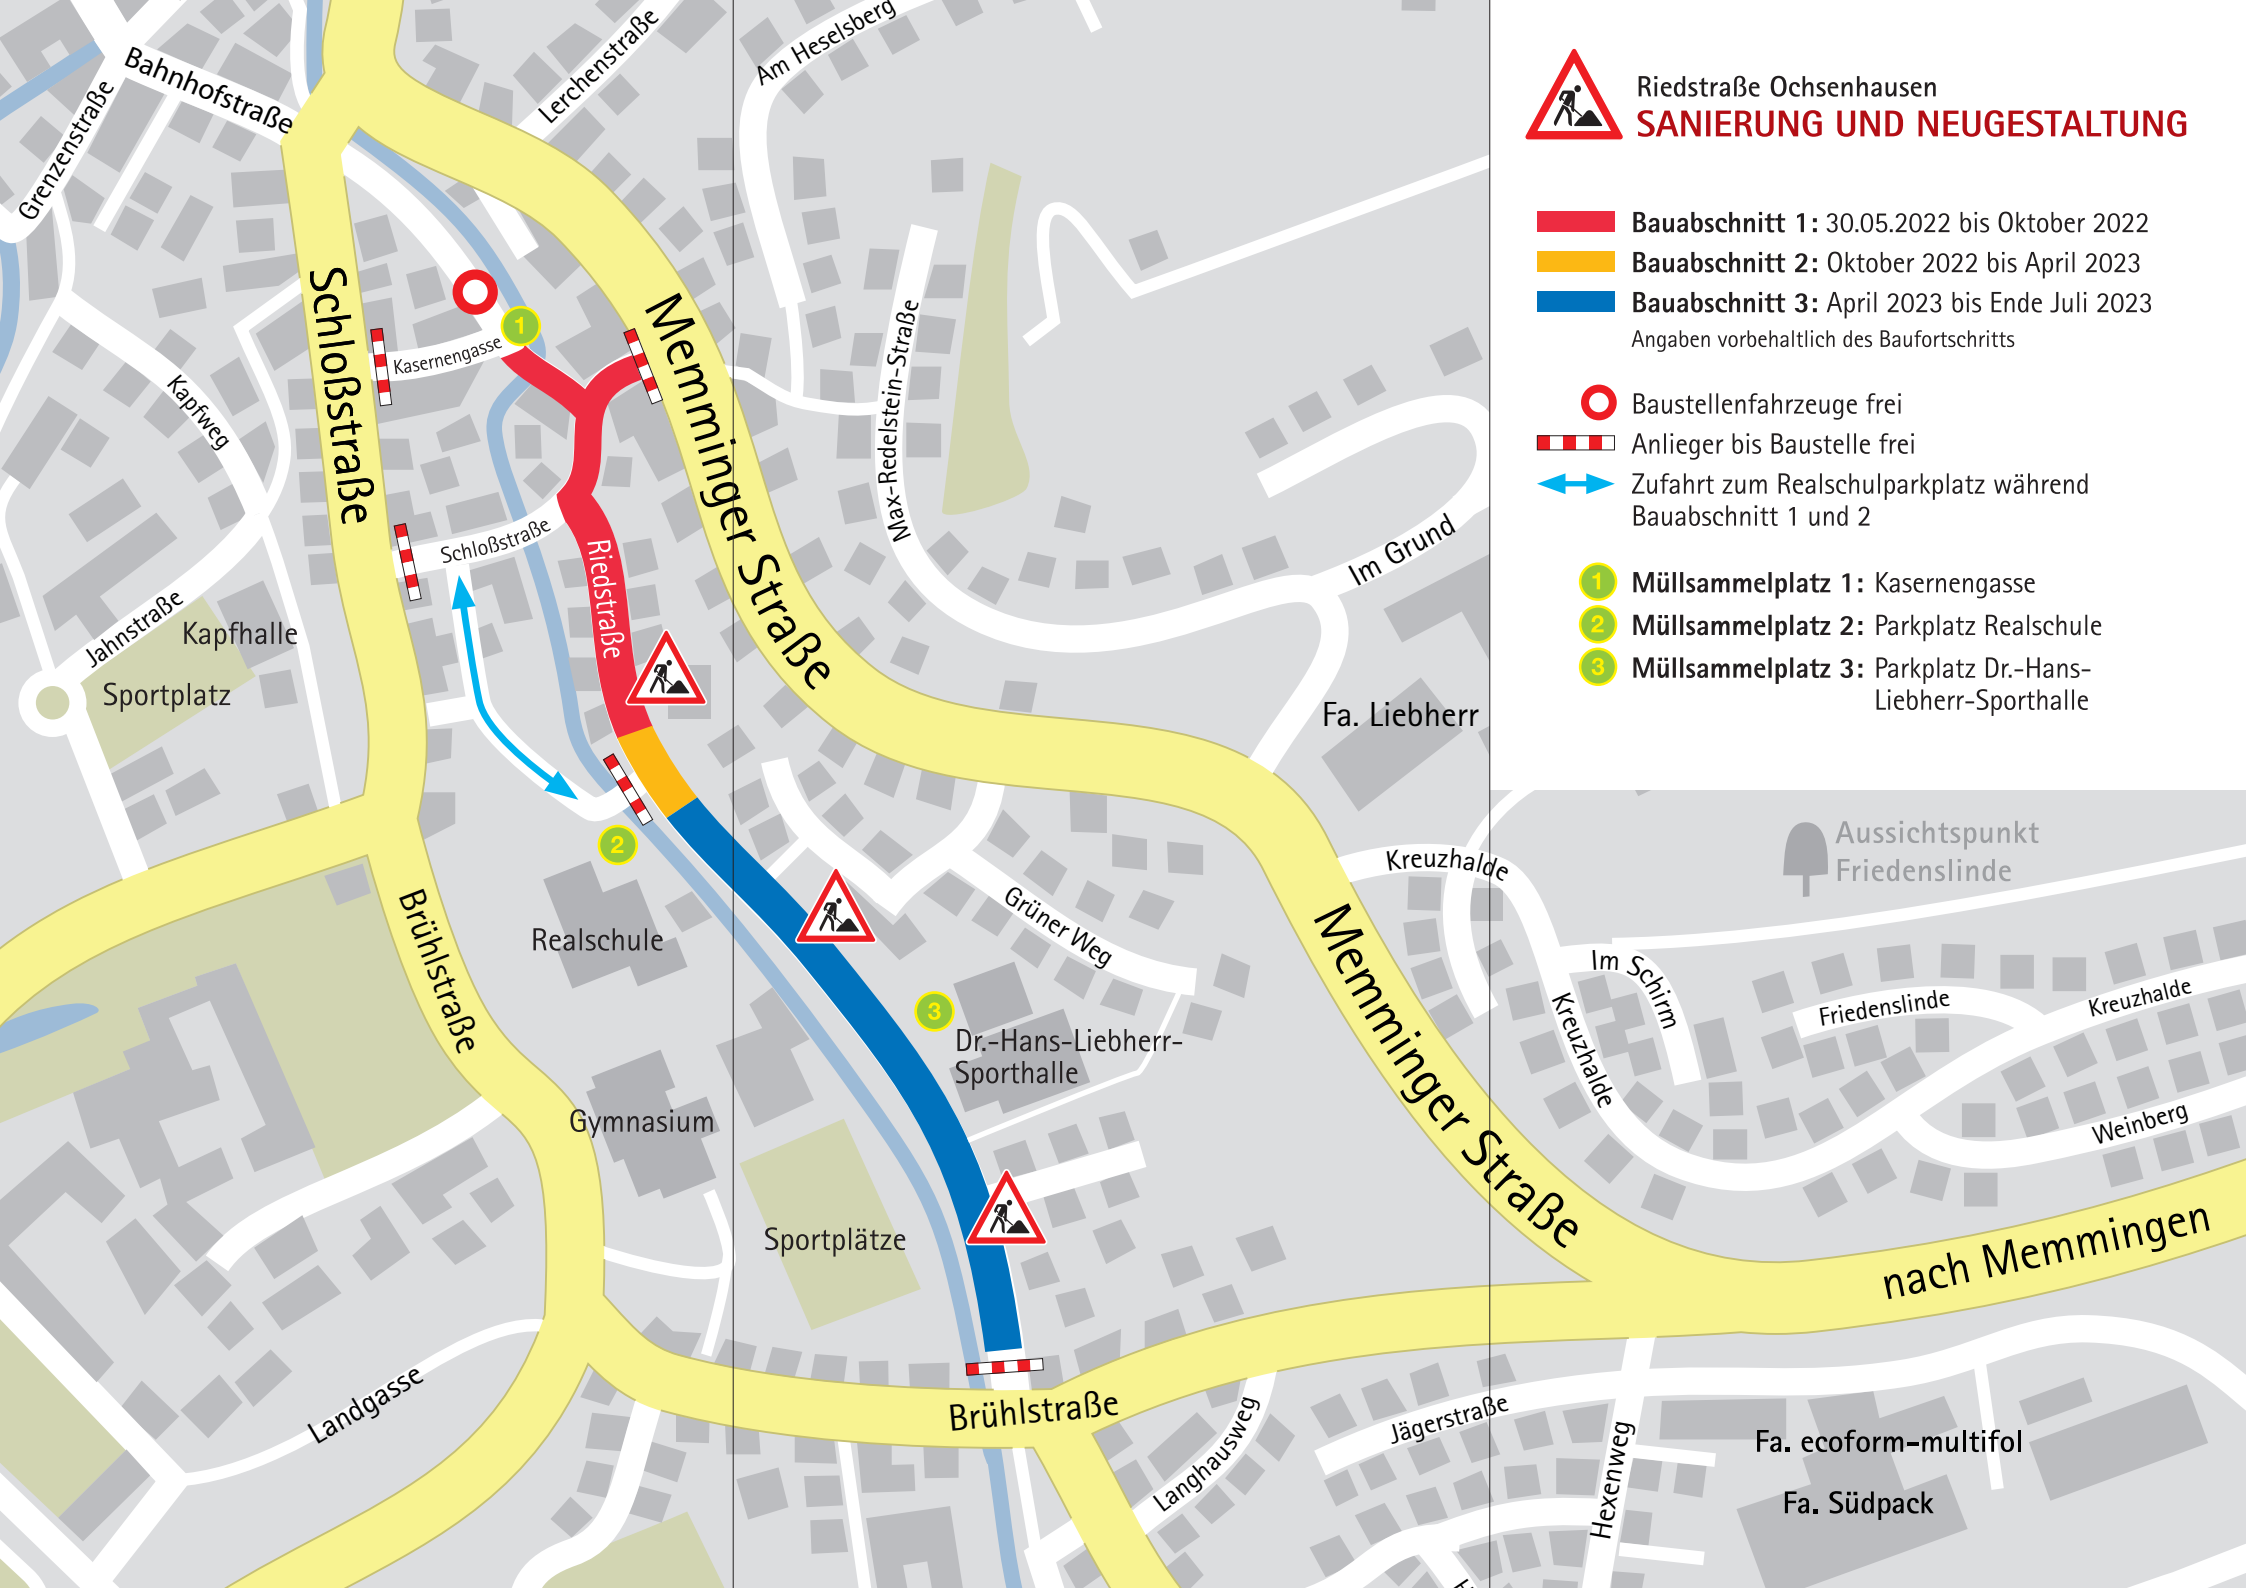 Riedstraße Ochsenhausen
SANIERUNG UND NEUGESTALTUNG
Bauabschnitt 1: 30.05.2022 bis Oktober 2022
Bauabschnitt 2: Oktober 2022 bis April 2023
Bauabschnitt 3: April 2023 bis Ende Juli 2023
Angaben vorbehaltlich des Baufortschritts
Baustellenfahrzeuge frei
Anlieger bis Baustelle frei
Zufahrt zum Realschulparkplatz während
Bauabschnitt 1 und 2
1 Müllsammelplatz 1: Kasernengasse
2 Müllsammelplatz 2: Parkplatz Realschule
3 Müllsammelplatz 3: Parkplatz Dr.-Hans-
Liebherr-Sporthalle
Bahnhofstraße
Grenzenstraße
Lerchenstraße
Am Heselsberg
Schloßstraße
Kasernengasse
1
Memminger Straße
Max-Redelstein-Straße
Kapfweg
Schloßstraße
Riedstraße
Im Grund
Jahnstraße
Kapfhalle
Sportplatz
Fa. Liebherr
2
Realschule
Brühlstraße
Grüner Weg
3
Dr.-Hans-Liebherr-
Sporthalle
Gymnasium
Sportplätze
Memminger Straße
Kreuzhalde
Aussichtspunkt
Friedenslinde
Im Schirm
Kreuzhalde
Friedenslinde
Kreuzhalde
Weinberg
nach Memmingen
Landgasse
Brühlstraße
Langhausweg
Jägerstraße
Hexenweg
Fa. ecoform-multifol
Fa. Südpack